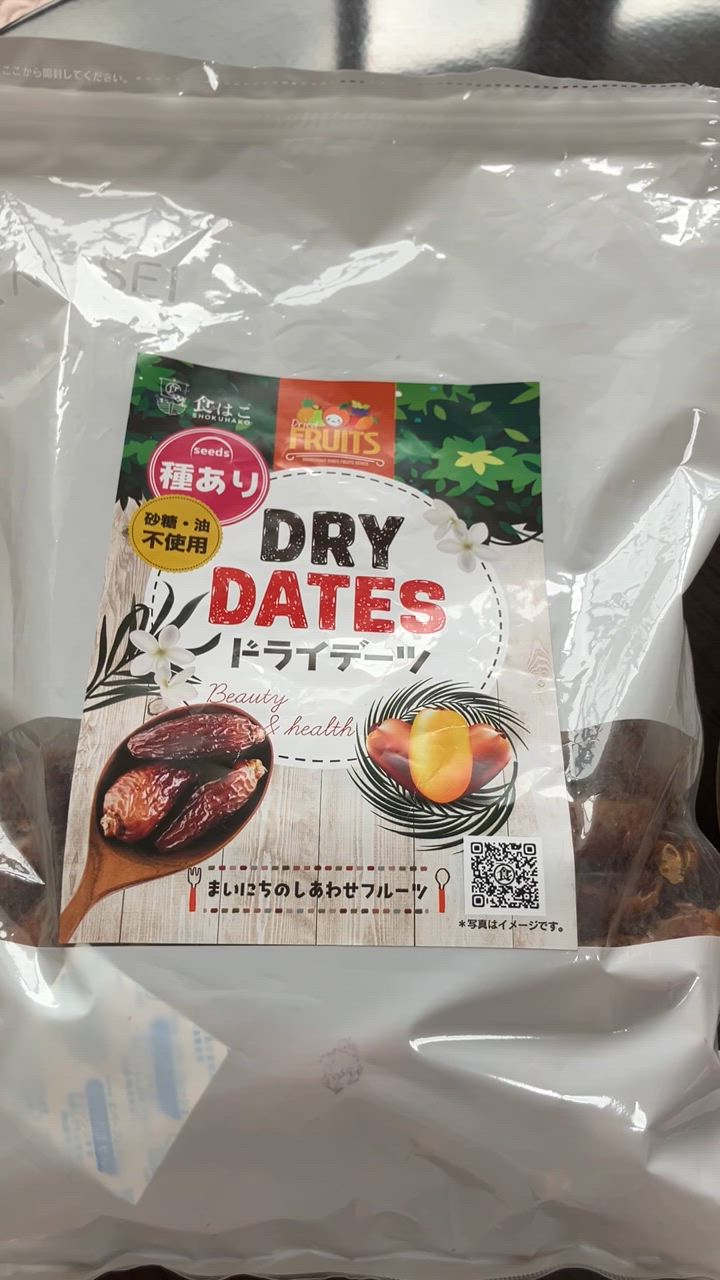 ここから開封してください。
食はこ
SHOKUHAKO
Dried
FRUITS
seeds
種あり
砂糖・油
不使用
DRY
DATES
ドライデーツ
Beauty
& health
まいにちのしあわせフルーツ
＊写真はイメージです。